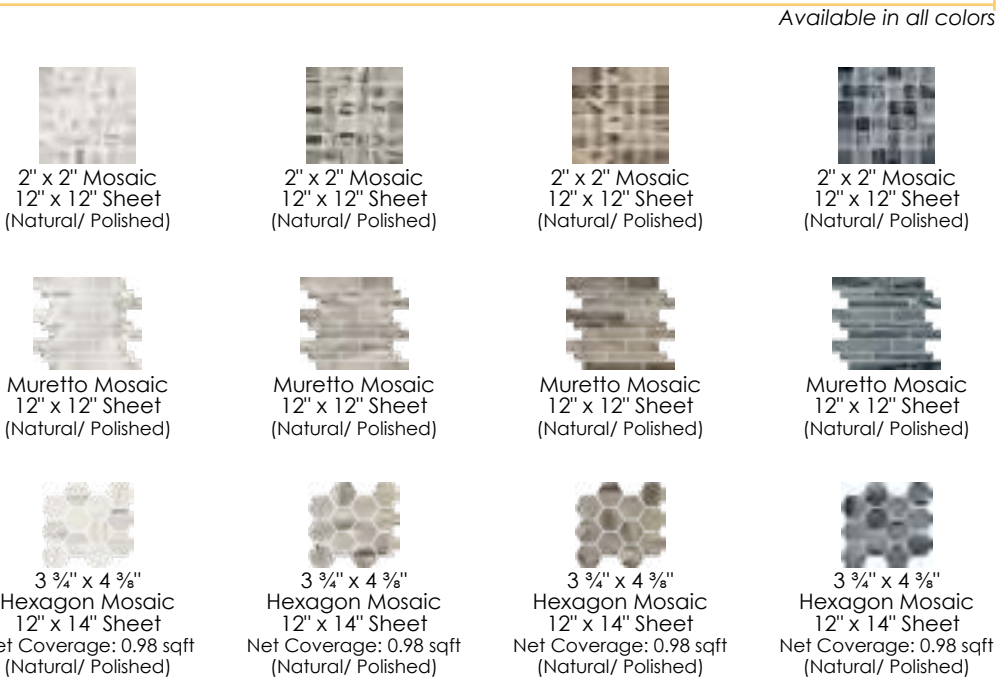 Available in all colors
2" x 2" Mosaic
12" x 12" Sheet
(Natural/ Polished)
2" x 2" Mosaic
12" x 12" Sheet
(Natural/ Polished)
2" x 2" Mosaic
12" x 12" Sheet
(Natural/ Polished)
2" x 2" Mosaic
12" x 12" Sheet
(Natural/ Polished)
Muretto Mosaic
12" x 12" Sheet
(Natural/ Polished)
Muretto Mosaic
12" x 12" Sheet
(Natural/ Polished)
Muretto Mosaic
12" x 12" Sheet
(Natural/ Polished)
Muretto Mosaic
12" x 12" Sheet
(Natural/ Polished)
3 ¾" x 4 ⅜"
Hexagon Mosaic
12" x 14" Sheet
et Coverage: 0.98 sqft
(Natural/ Polished)
3 ¾" x 4 ⅜"
Hexagon Mosaic
12" x 14" Sheet
Net Coverage: 0.98 sqft
(Natural/ Polished)
3 ¾" x 4 ⅜"
Hexagon Mosaic
12" x 14" Sheet
Net Coverage: 0.98 sqft
(Natural/ Polished)
3 ¾" x 4 ⅜"
Hexagon Mosaic
12" x 14" Sheet
Net Coverage: 0.98 sqft
(Natural/ Polished)